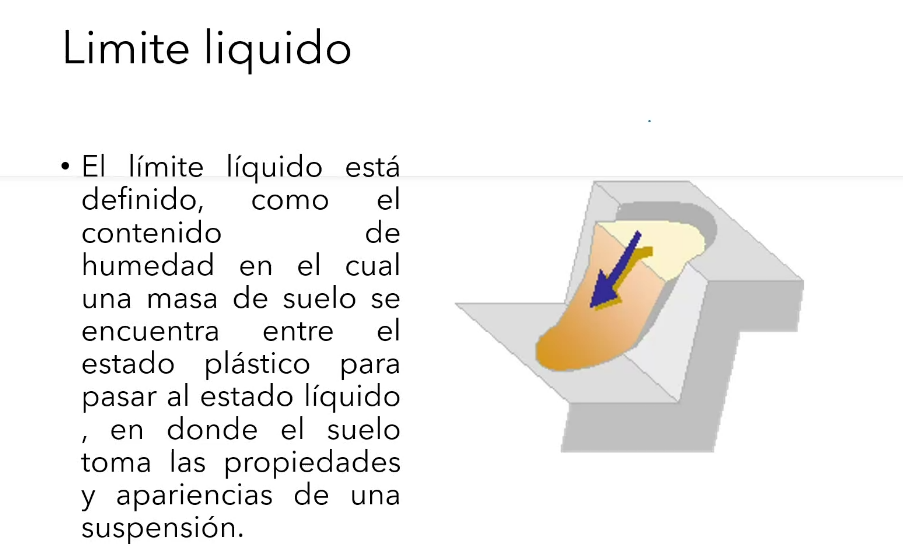 Limite liquido
• El límite líquido está
definido, como el
contenido de
humedad en el cual
una masa de suelo se
encuentra entre el
estado plástico para
pasar al estado líquido
, en donde el suelo
toma las propiedades
y apariencias de una
suspensión.